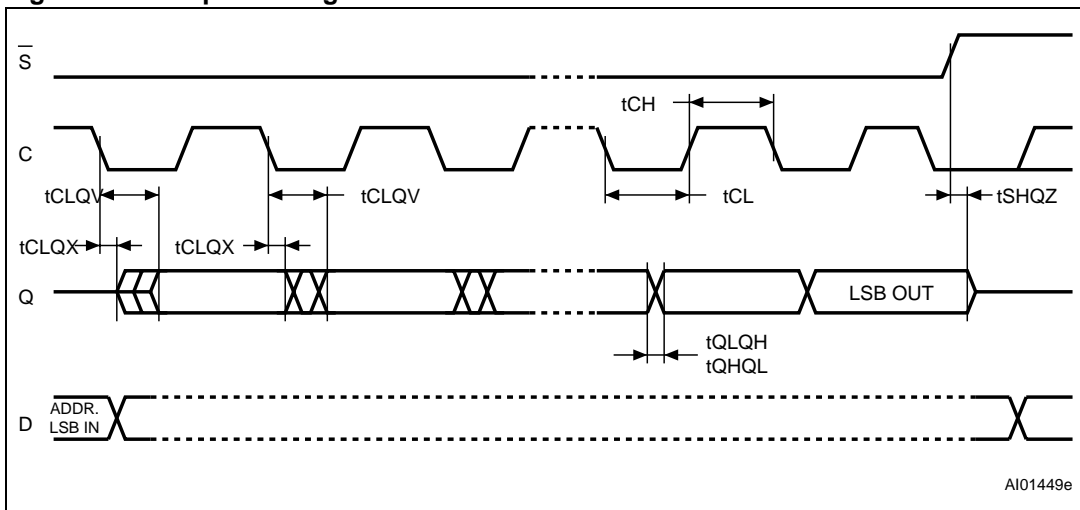 S
tCH
C
tCLQV
tCLQV
tCL
tSHQZ
tCLQX
tCLQX
Q
LSB OUT
tQLQH
tQHQL
D
ADDR.
LSB IN
AI01449e